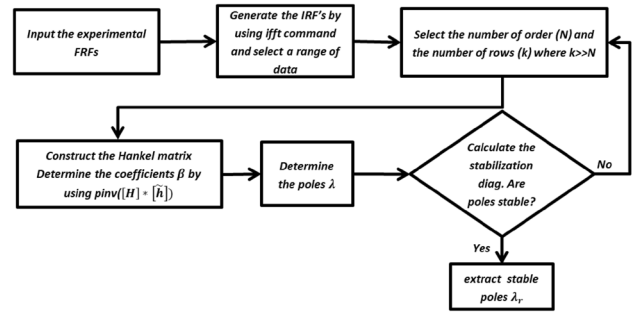 Input the experimental
FRFs
Generate the IRF's by
using ifft command
and select a range of
data
Select the number of order (N) and
the number of rows (k) where k>>N
Construct the Hankel matrix
Determine the coefficients β by
using pinv([H] * [h̃])
Determine
the poles λ
Calculate the
stabilization
diag. Are
poles stable?
No
Yes
extract stable
poles λr